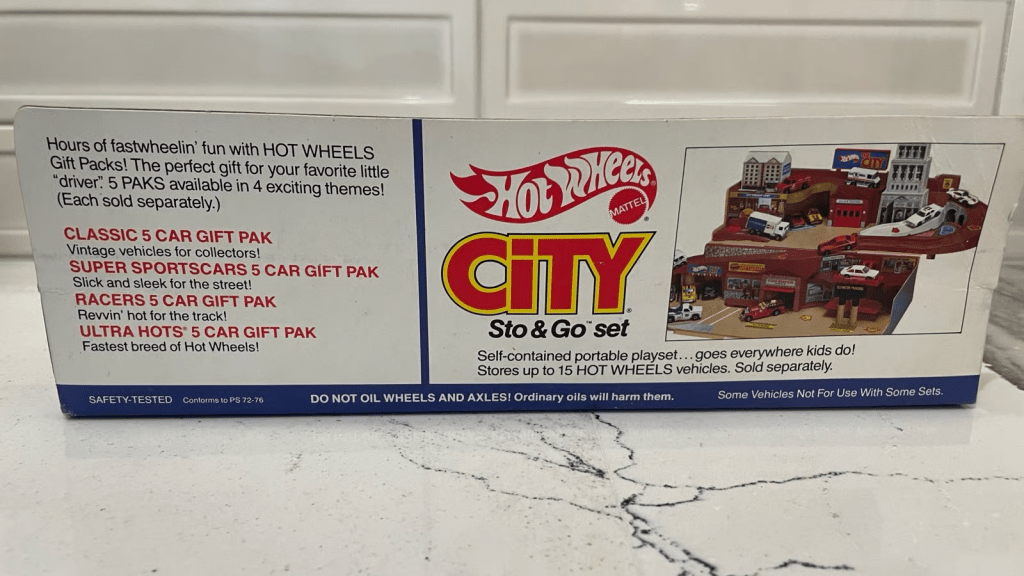 Hours of fastwheelin' fun with HOT WHEELS
Gift Packs! The perfect gift for your favorite little
"driver". 5 PAKS available in 4 exciting themes!
(Each sold separately.)
CLASSIC 5 CAR GIFT PAK
Vintage vehicles for collectors!
SUPER SPORTSCARS 5 CAR GIFT PAK
Slick and sleek for the street!
RACERS 5 CAR GIFT PAK
Revvin' hot for the track!
ULTRA HOTS® 5 CAR GIFT PAK
Fastest breed of Hot Wheels!
Hot Wheels®
MATTEL®
CiTY
Sto & Go™ set
Self-contained portable playset...goes everywhere kids do!
Stores up to 15 HOT WHEELS vehicles. Sold separately.
SAFETY-TESTED Conforms to PS 72-76
DO NOT OIL WHEELS AND AXLES! Ordinary oils will harm them.
Some Vehicles Not For Use With Some Sets.